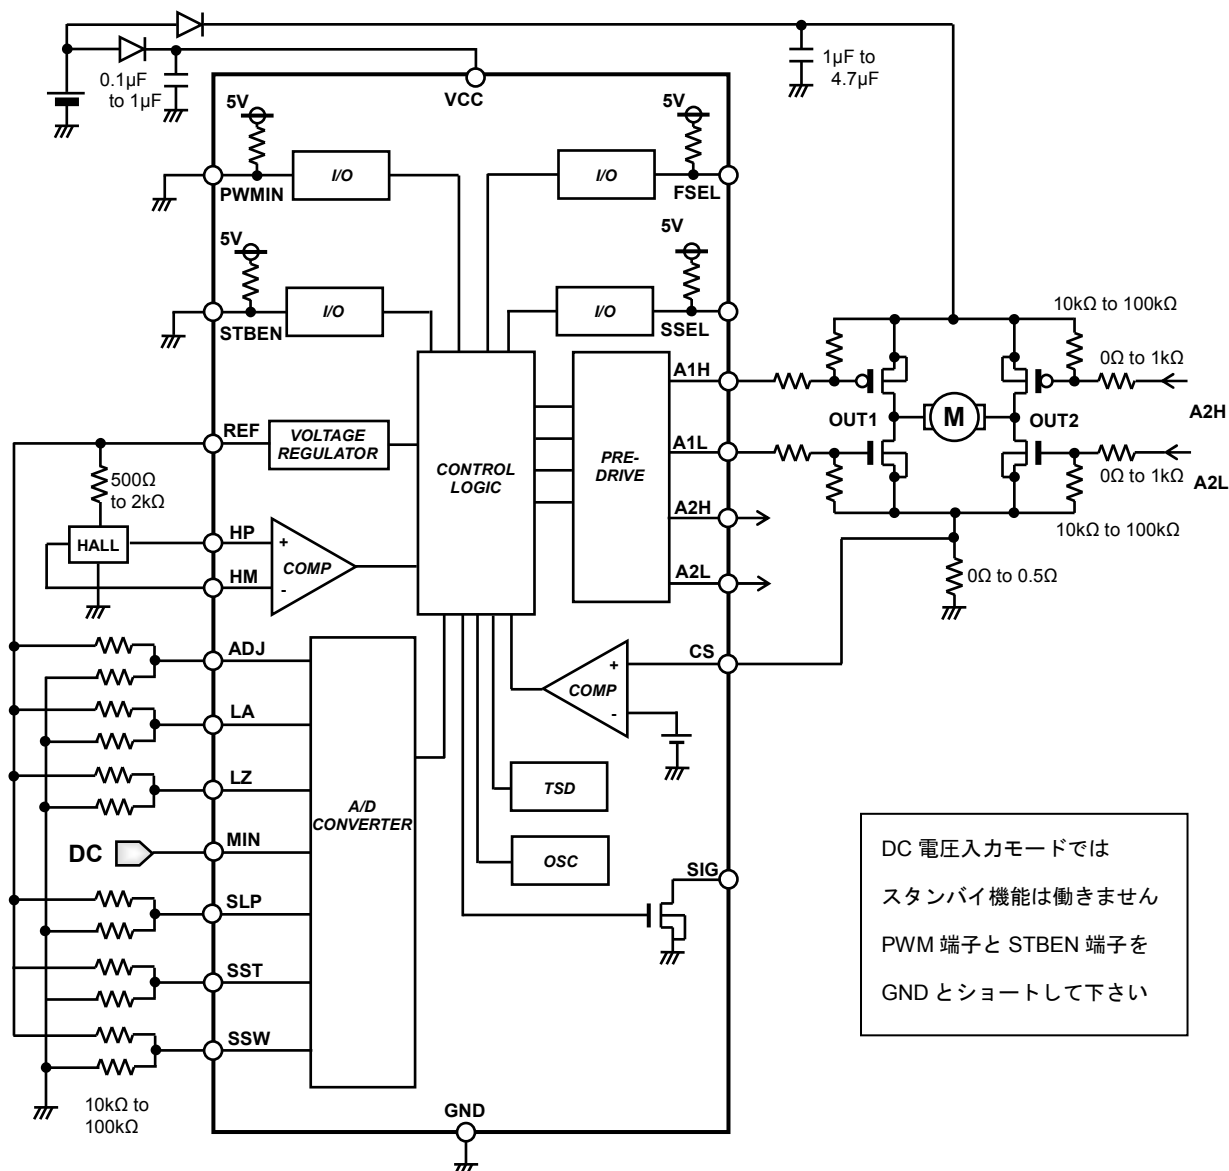 0.1µF
to 1µF
1µF to
4.7µF
VCC
5V
5V
I/O
I/O
PWMIN
FSEL
5V
5V
I/O
I/O
STBEN
SSEL
10kΩ to 100kΩ
A1H
0Ω to 1kΩ
A2H
OUT1
M
OUT2
REF
VOLTAGE
REGULATOR
CONTROL
LOGIC
PRE-
DRIVE
A1L
0Ω to 1kΩ
A2L
500Ω
to 2kΩ
A2H
10kΩ to 100kΩ
HALL
HP
+
COMP
HM
-
A2L
0Ω to 0.5Ω
ADJ
CS
+
COMP
-
LA
LZ
TSD
A/D
CONVERTER
DC
MIN
OSC
SIG
SLP
SST
SSW
DC 電圧入力モードでは
スタンバイ機能は働きません
PWM 端子と STBEN 端子を
GND とショートして下さい
10kΩ to
100kΩ
GND